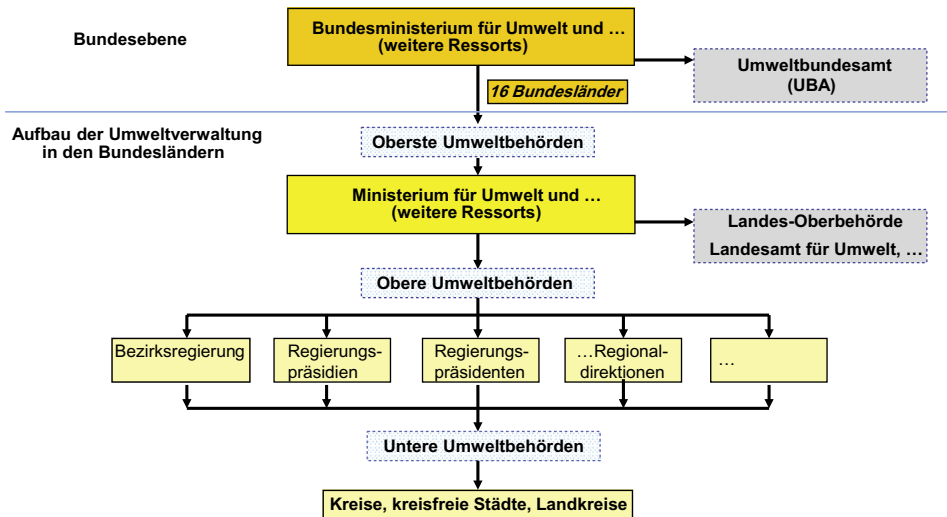 Bundesebene
Bundesministerium für Umwelt und …
(weitere Ressorts)
Umweltbundesamt
(UBA)
16 Bundesländer
Aufbau der Umweltverwaltung
in den Bundesländern
Oberste Umweltbehörden
Ministerium für Umwelt und …
(weitere Ressorts)
Landes-Oberbehörde
Landesamt für Umwelt, …
Obere Umweltbehörden
Bezirksregierung
Regierungs-
präsidien
Regierungs-
präsidenten
…Regional-
direktionen
…
Untere Umweltbehörden
Kreise, kreisfreie Städte, Landkreise